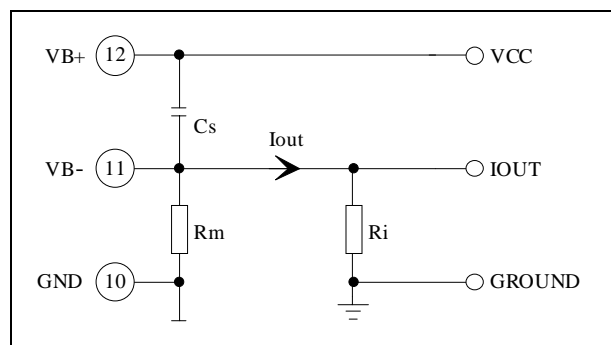 VB+ 12 VCC
Cs
Iout
VB- 11 IOUT
Rm Ri
GND 10 GROUND